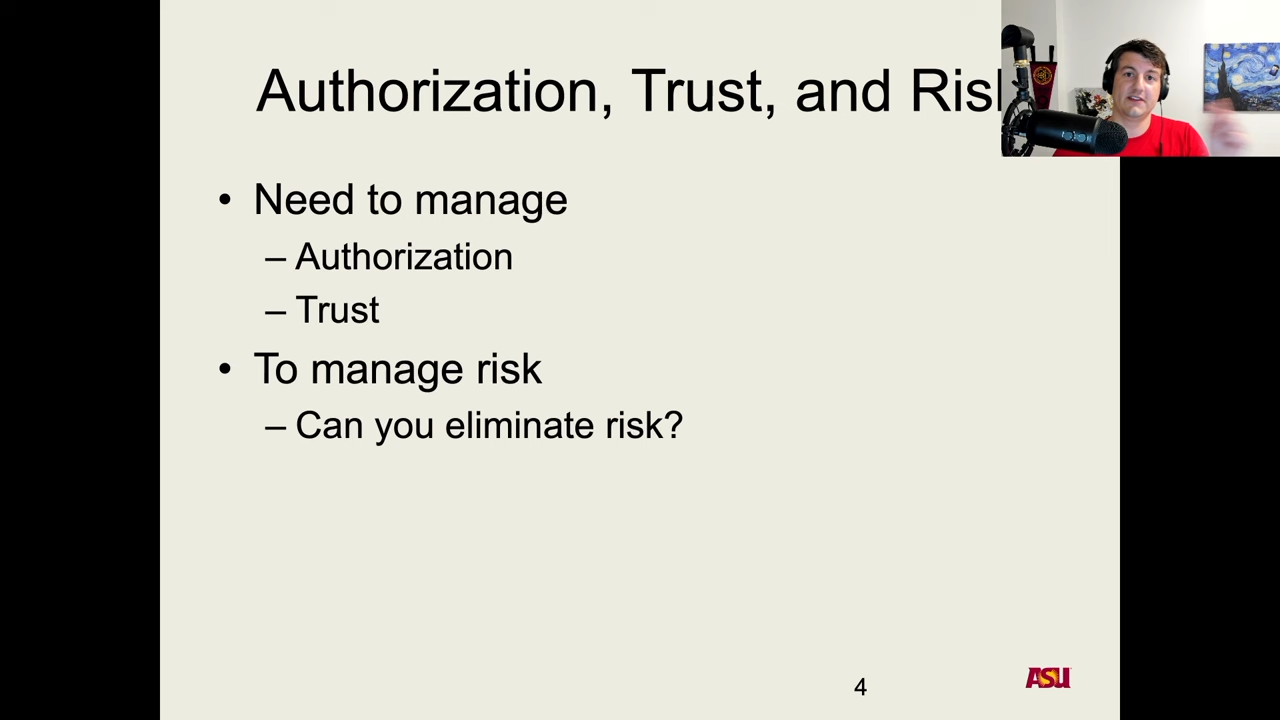 Authorization, Trust, and Risk
• Need to manage
– Authorization
– Trust
• To manage risk
– Can you eliminate risk?
4
ASU